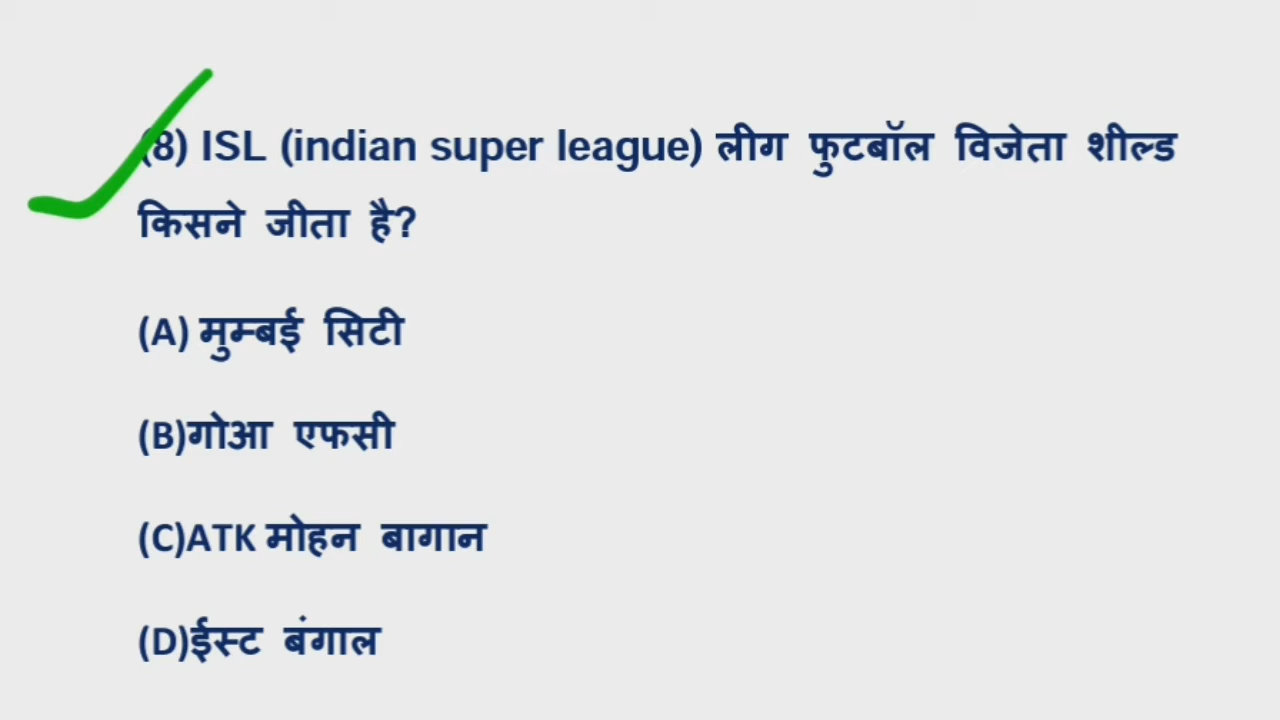 (8) ISL (indian super league) लीग फुटबॉल विजेता शील्ड
किसने जीता है?
(A) मुम्बई सिटी
(B)गोआ एफसी
(C)ATK मोहन बागान
(D)ईस्ट बंगाल